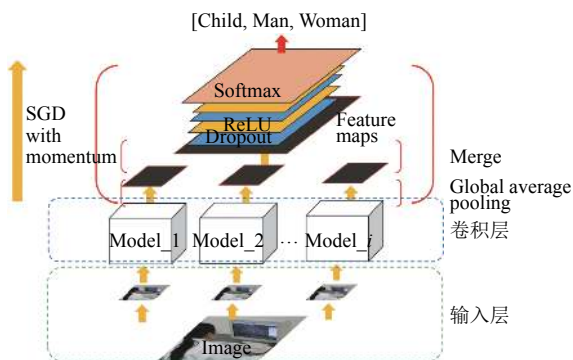 [Child, Man, Woman]
Softmax
SGD
with
momentum
ReLU
Dropout
Feature
maps
Merge
Global average
pooling
Model_1
Model_2
…
Model_i
卷积层
输入层
Image